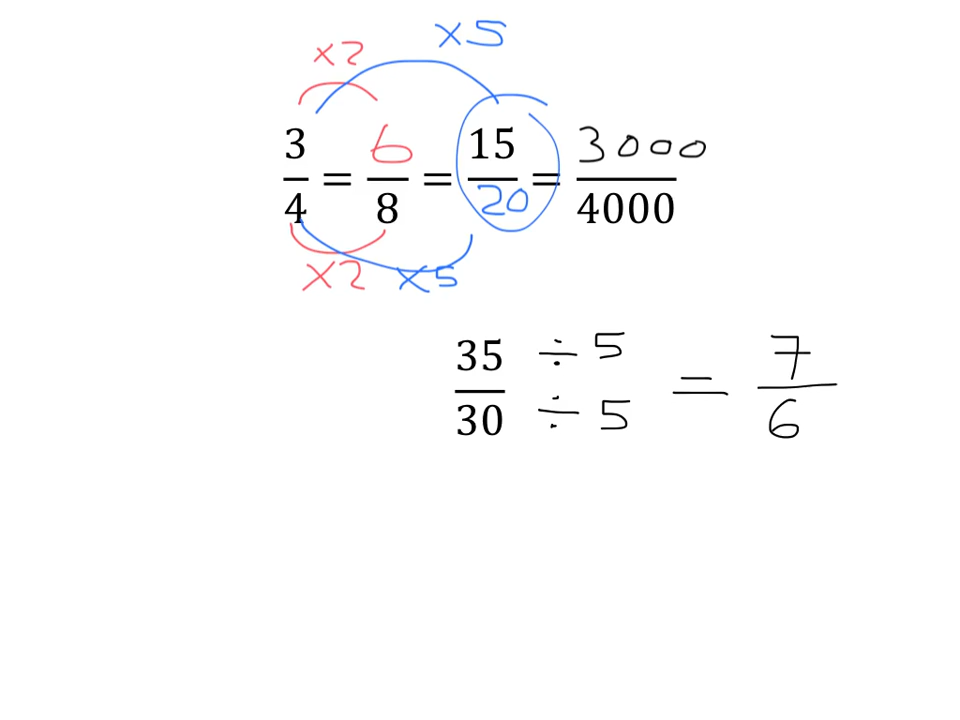 ×2 ×5
3/4 = 6/8 = 15/20 = 3000/4000
×2 ×5
35/30 ÷5/÷5 = 7/6